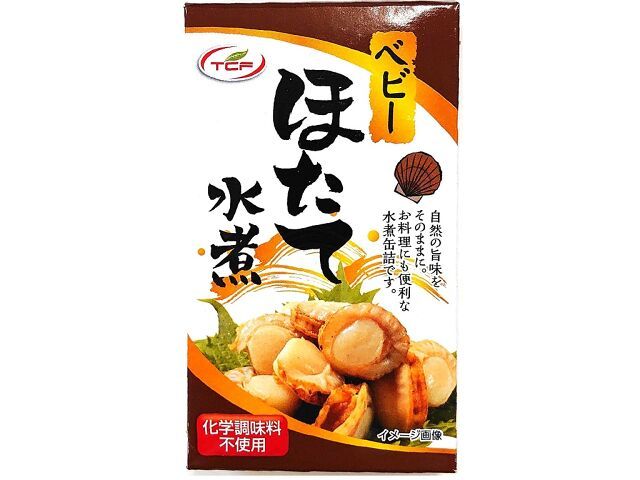 TCF
ベビー
ほたて
水煮
自然の旨味を
そのままに。
お料理にも便利な
水煮缶詰です。
化学調味料
不使用
イメージ画像